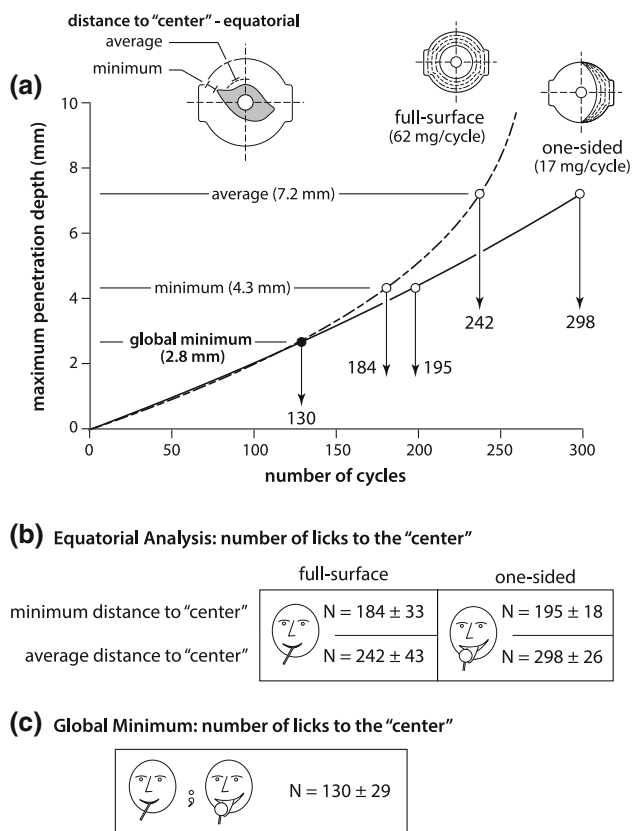 distance to “center” - equatorial
average
minimum
(a)
full-surface
(62 mg/cycle)
one-sided
(17 mg/cycle)
10
8
6
4
2
0
maximum penetration depth (mm)
average (7.2 mm)
minimum (4.3 mm)
global minimum
(2.8 mm)
242
298
184
195
130
0
50
100
150
200
250
300
number of cycles
(b) Equatorial Analysis: number of licks to the “center”
full-surface
one-sided
minimum distance to “center”
N = 184 ± 33
N = 195 ± 18
average distance to “center”
N = 242 ± 43
N = 298 ± 26
(c) Global Minimum: number of licks to the “center”
;
N = 130 ± 29